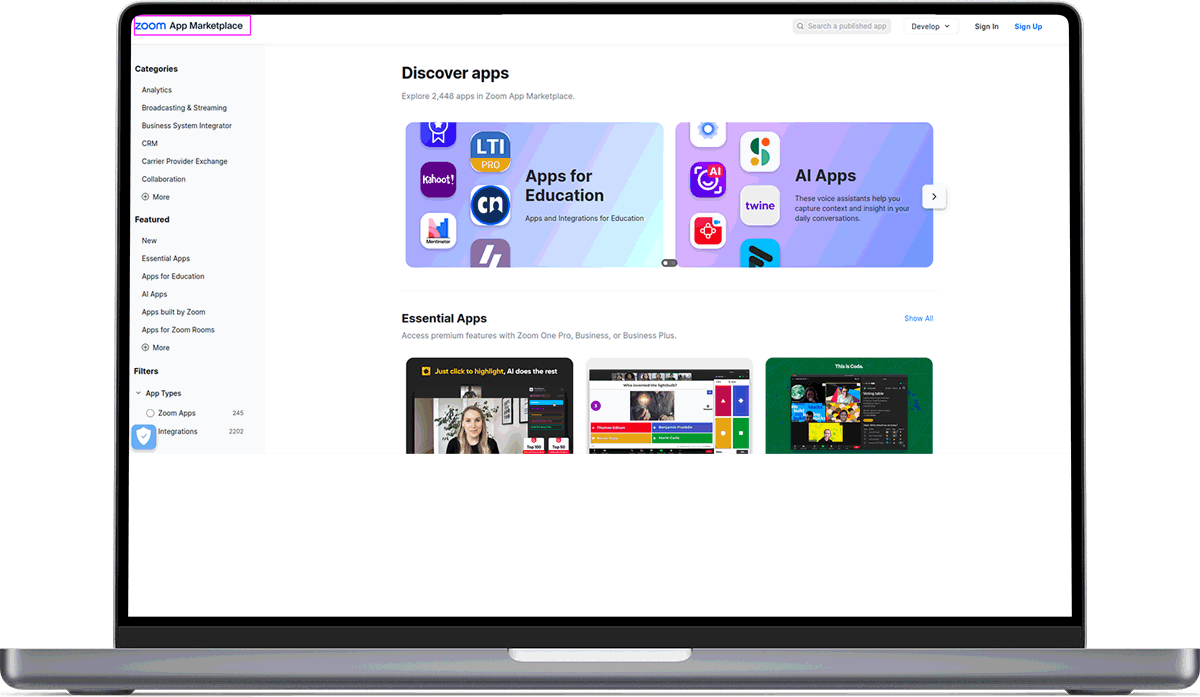 zoom App Marketplace
Search a published app
Develop
Sign In
Sign Up
Categories
Analytics
Broadcasting & Streaming
Business System Integrator
CRM
Carrier Provider Exchange
Collaboration
More
Featured
New
Essential Apps
Apps for Education
AI Apps
Apps built by Zoom
Apps for Zoom Rooms
More
Filters
App Types
Zoom Apps 245
Integrations 2202
Discover apps
Explore 2,448 apps in Zoom App Marketplace.
LTI
PRO
Kahoot!
cn
Mentimeter
Apps for
Education
Apps and Integrations for Education
AI
twine
AI Apps
These voice assistants help you
capture context and insight in your
daily conversations.
Essential Apps
Show All
Access premium features with Zoom One Pro, Business, or Business Plus.
Just click to highlight, AI does the rest
Top 100
Top 50
Who invented the lightbulb?
3
Thomas Edison
Benjamin Franklin
Marie Curie
This is Coda.
Voting table